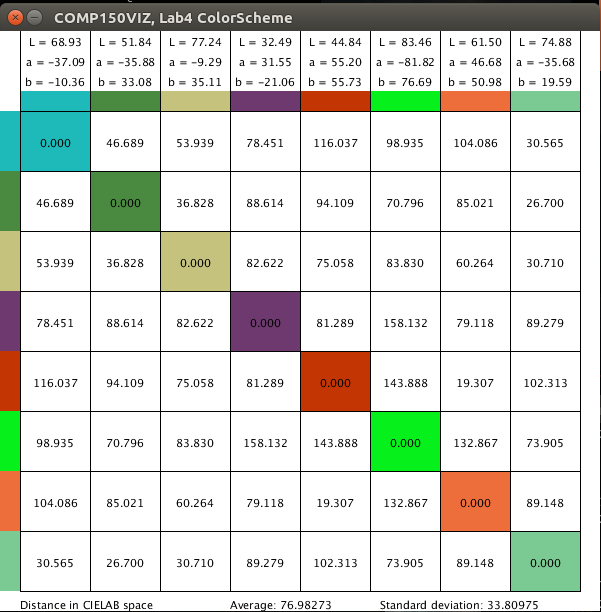 COMP150VIZ, Lab4 ColorScheme
L = 68.93 L = 51.84 L = 77.24 L = 32.49 L = 44.84 L = 83.46 L = 61.50 L = 74.88
a = -37.09 a = -35.88 a = -9.29 a = 31.55 a = 55.20 a = -81.82 a = 46.68 a = -35.68
b = -10.36 b = 33.08 b = 35.11 b = -21.06 b = 55.73 b = 76.69 b = 50.98 b = 19.59
0.000 46.689 53.939 78.451 116.037 98.935 104.086 30.565
46.689 0.000 36.828 88.614 94.109 70.796 85.021 26.700
53.939 36.828 0.000 82.622 75.058 83.830 60.264 30.710
78.451 88.614 82.622 0.000 81.289 158.132 79.118 89.279
116.037 94.109 75.058 81.289 0.000 143.888 19.307 102.313
98.935 70.796 83.830 158.132 143.888 0.000 132.867 73.905
104.086 85.021 60.264 79.118 19.307 132.867 0.000 89.148
30.565 26.700 30.710 89.279 102.313 73.905 89.148 0.000
Distance in CIELAB space Average: 76.98273 Standard deviation: 33.80975